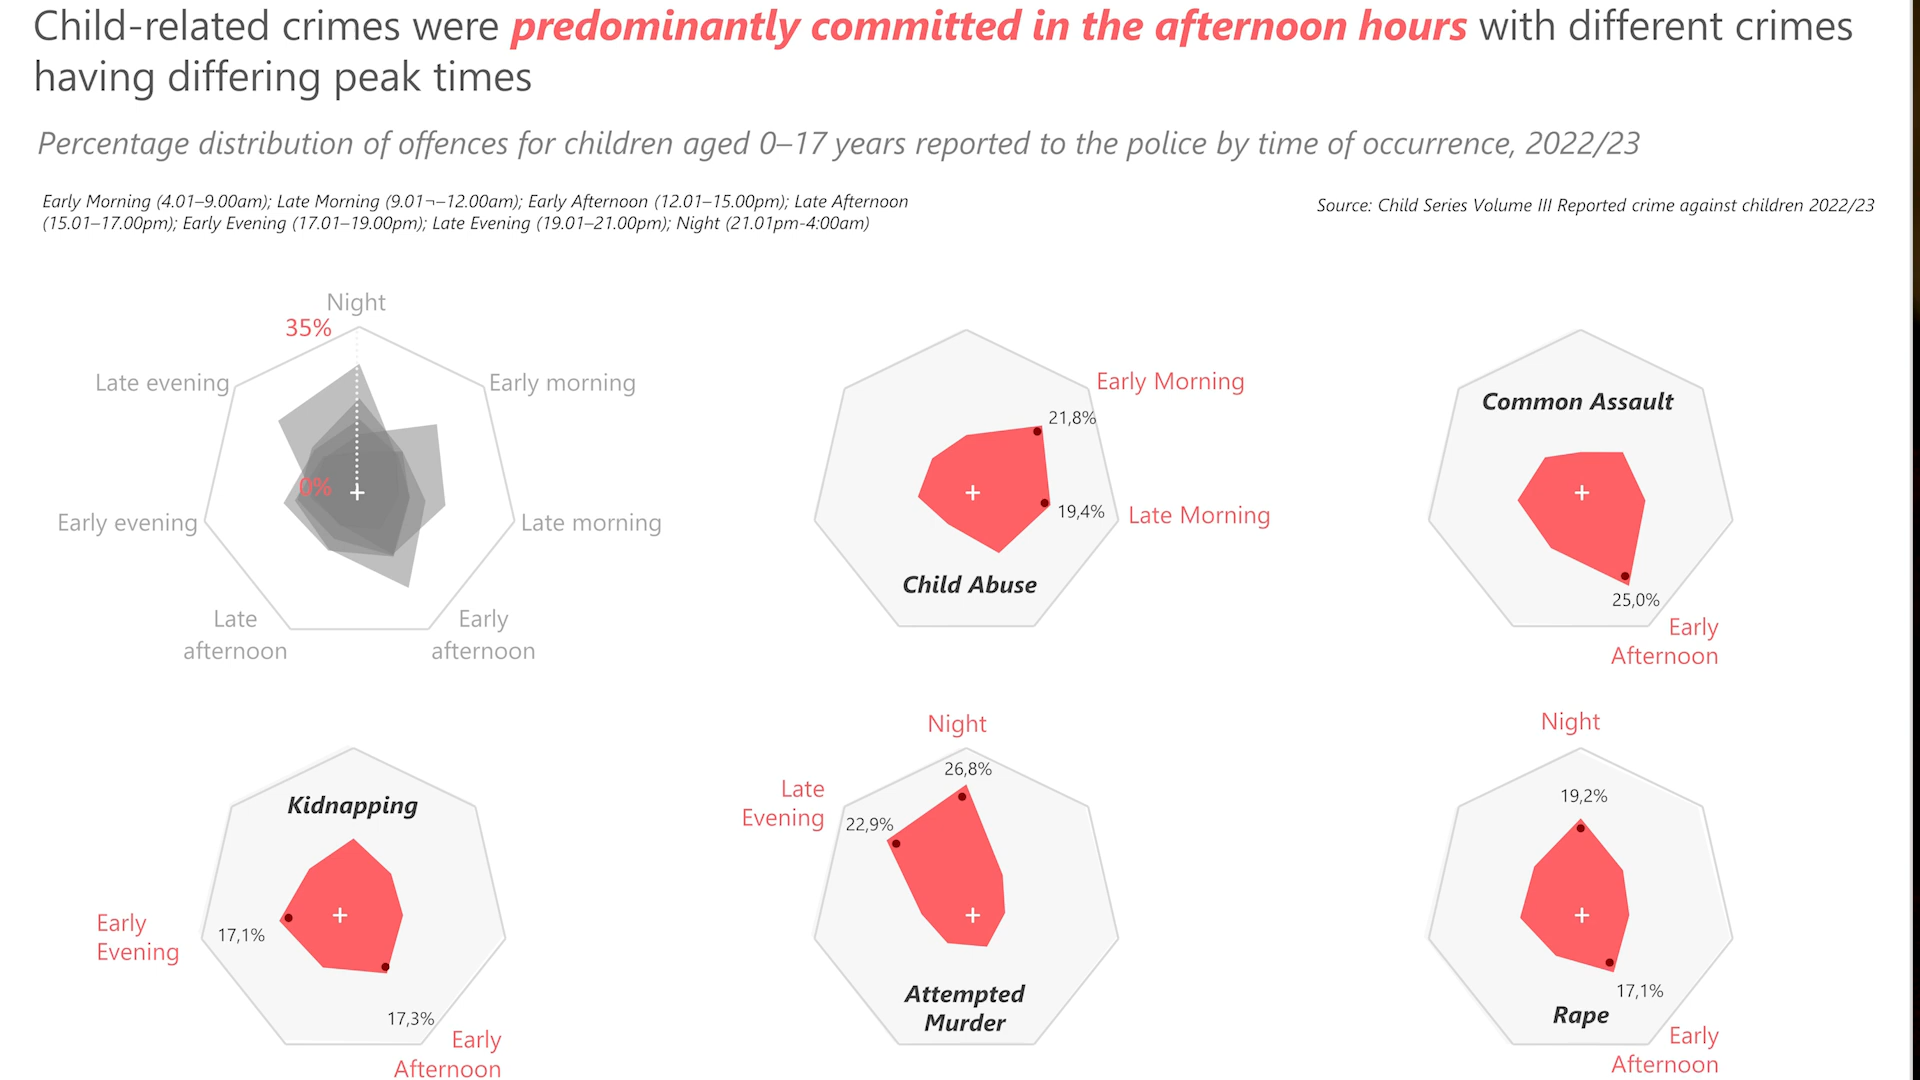 Child-related crimes were predominantly committed in the afternoon hours with different crimes
having differing peak times
Percentage distribution of offences for children aged 0–17 years reported to the police by time of occurrence, 2022/23
Early Morning (4.01–9.00am); Late Morning (9.01¬–12.00am); Early Afternoon (12.01–15.00pm); Late Afternoon
(15.01–17.00pm); Early Evening (17.01–19.00pm); Late Evening (19.01–21.00pm); Night (21.01pm-4:00am)
Source: Child Series Volume III Reported crime against children 2022/23
Night
35%
Late evening
Early morning
0%
Early evening
Late morning
Late
afternoon
Early
afternoon
Early Morning
21,8%
19,4%
Late Morning
Child Abuse
Common Assault
25,0%
Early
Afternoon
Kidnapping
Early
Evening
17,1%
17,3%
Early
Afternoon
Night
26,8%
Late
Evening
22,9%
Attempted
Murder
Night
19,2%
17,1%
Rape
Early
Afternoon